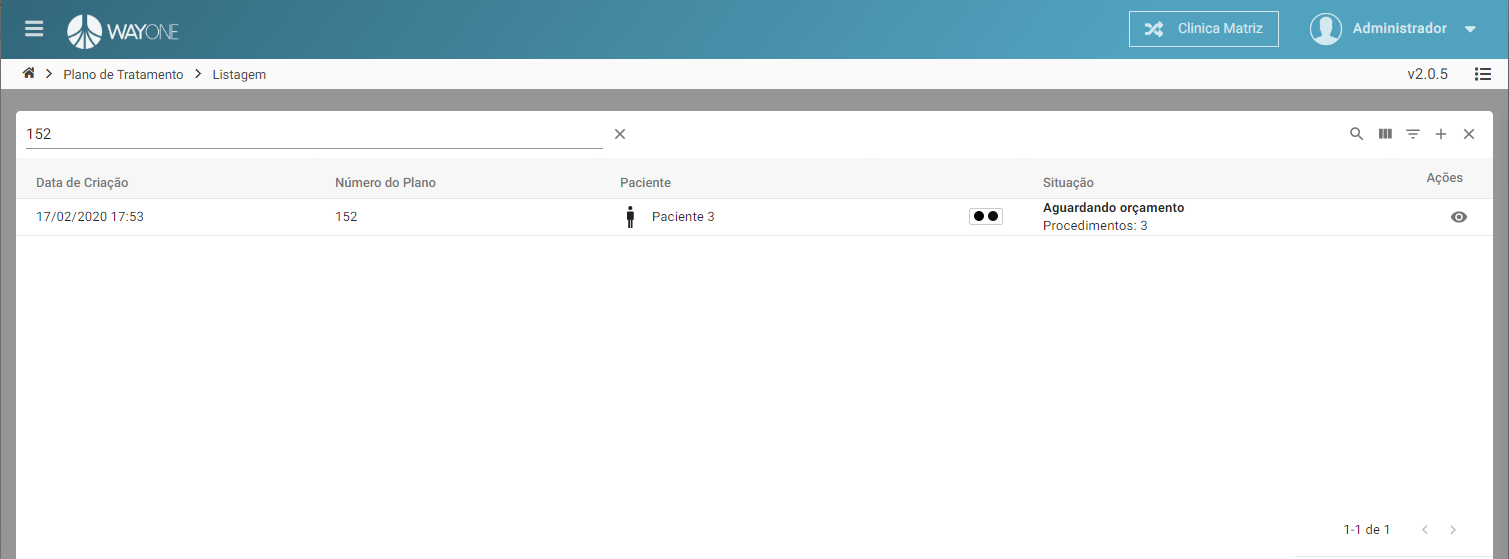 WAYONE
Clinica Matriz
Administrador
Plano de Tratamento
Listagem
v2.0.5
152
Data de Criação
Número do Plano
Paciente
Situação
Ações
17/02/2020 17:53
152
Paciente 3
Aguardando orçamento
Procedimentos: 3
1-1 de 1